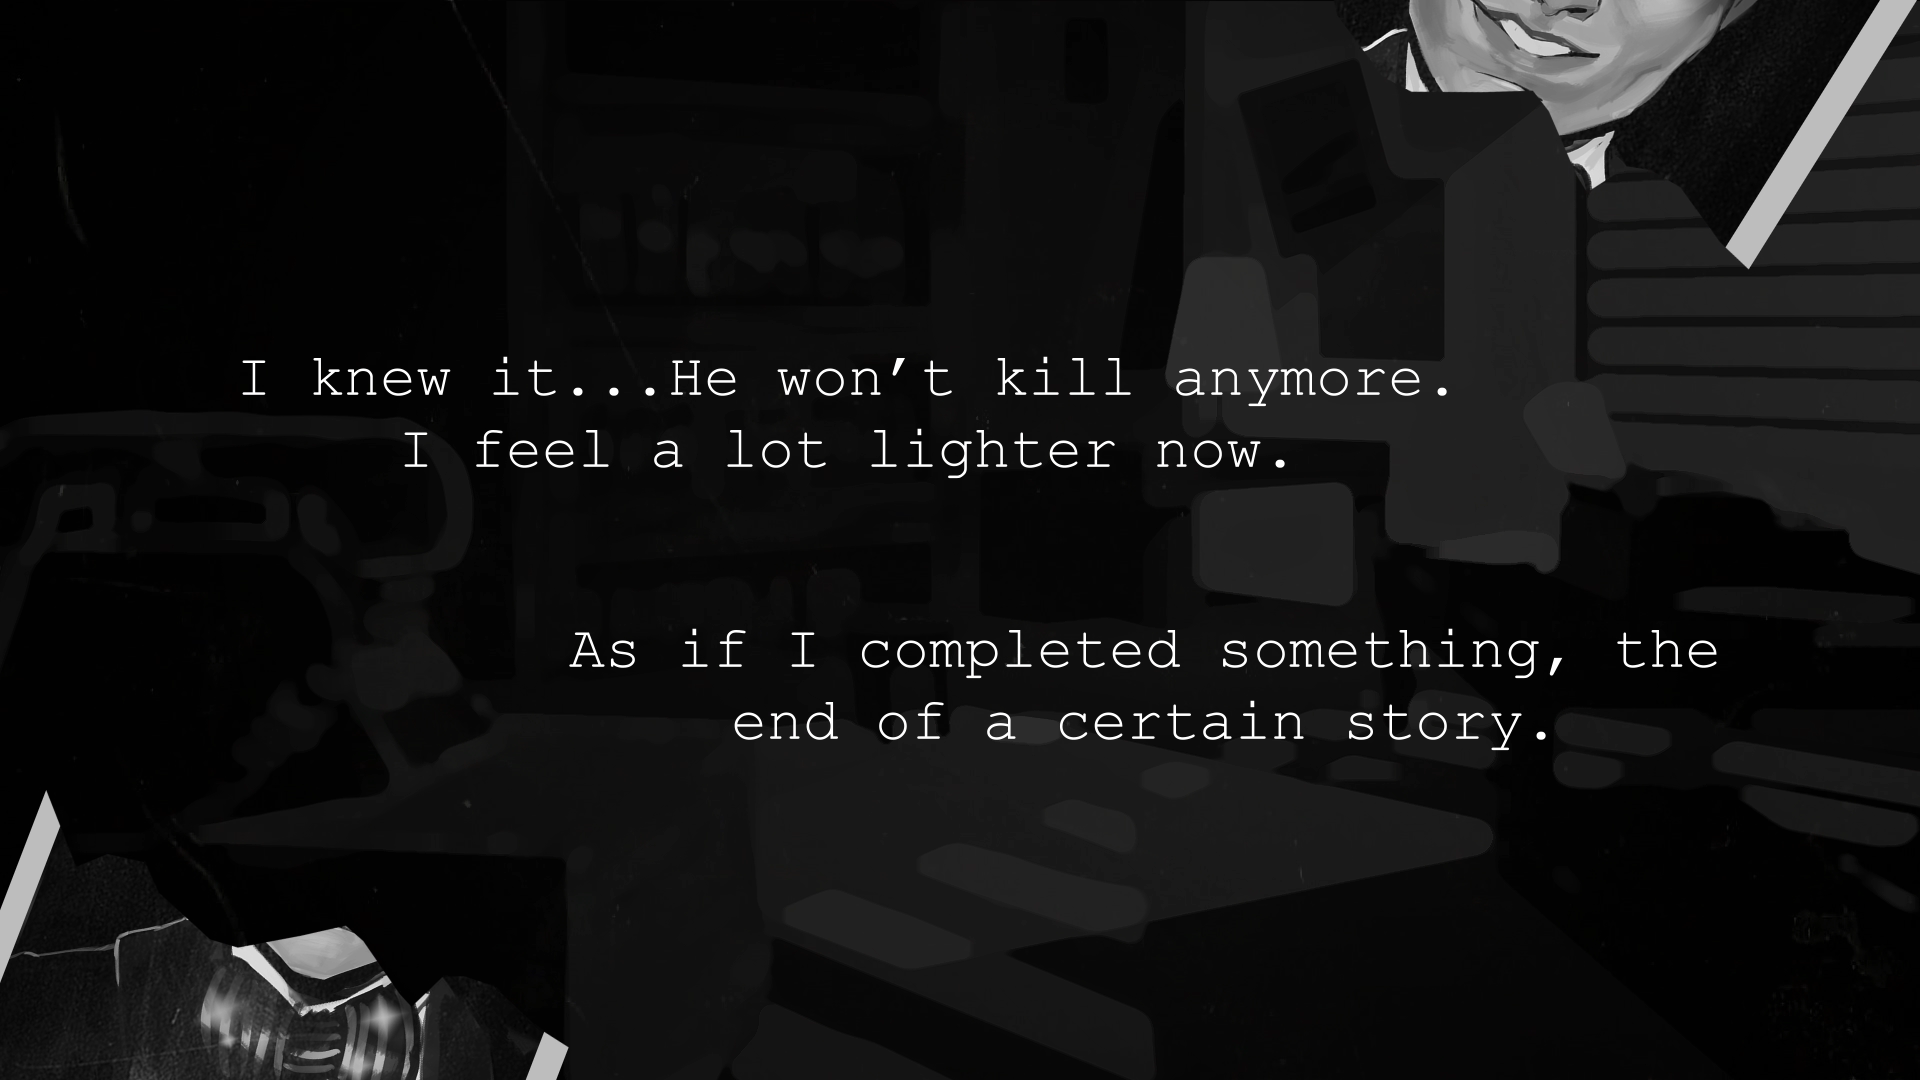 I knew it...He won’t kill anymore.
I feel a lot lighter now.
As if I completed something, the
end of a certain story.